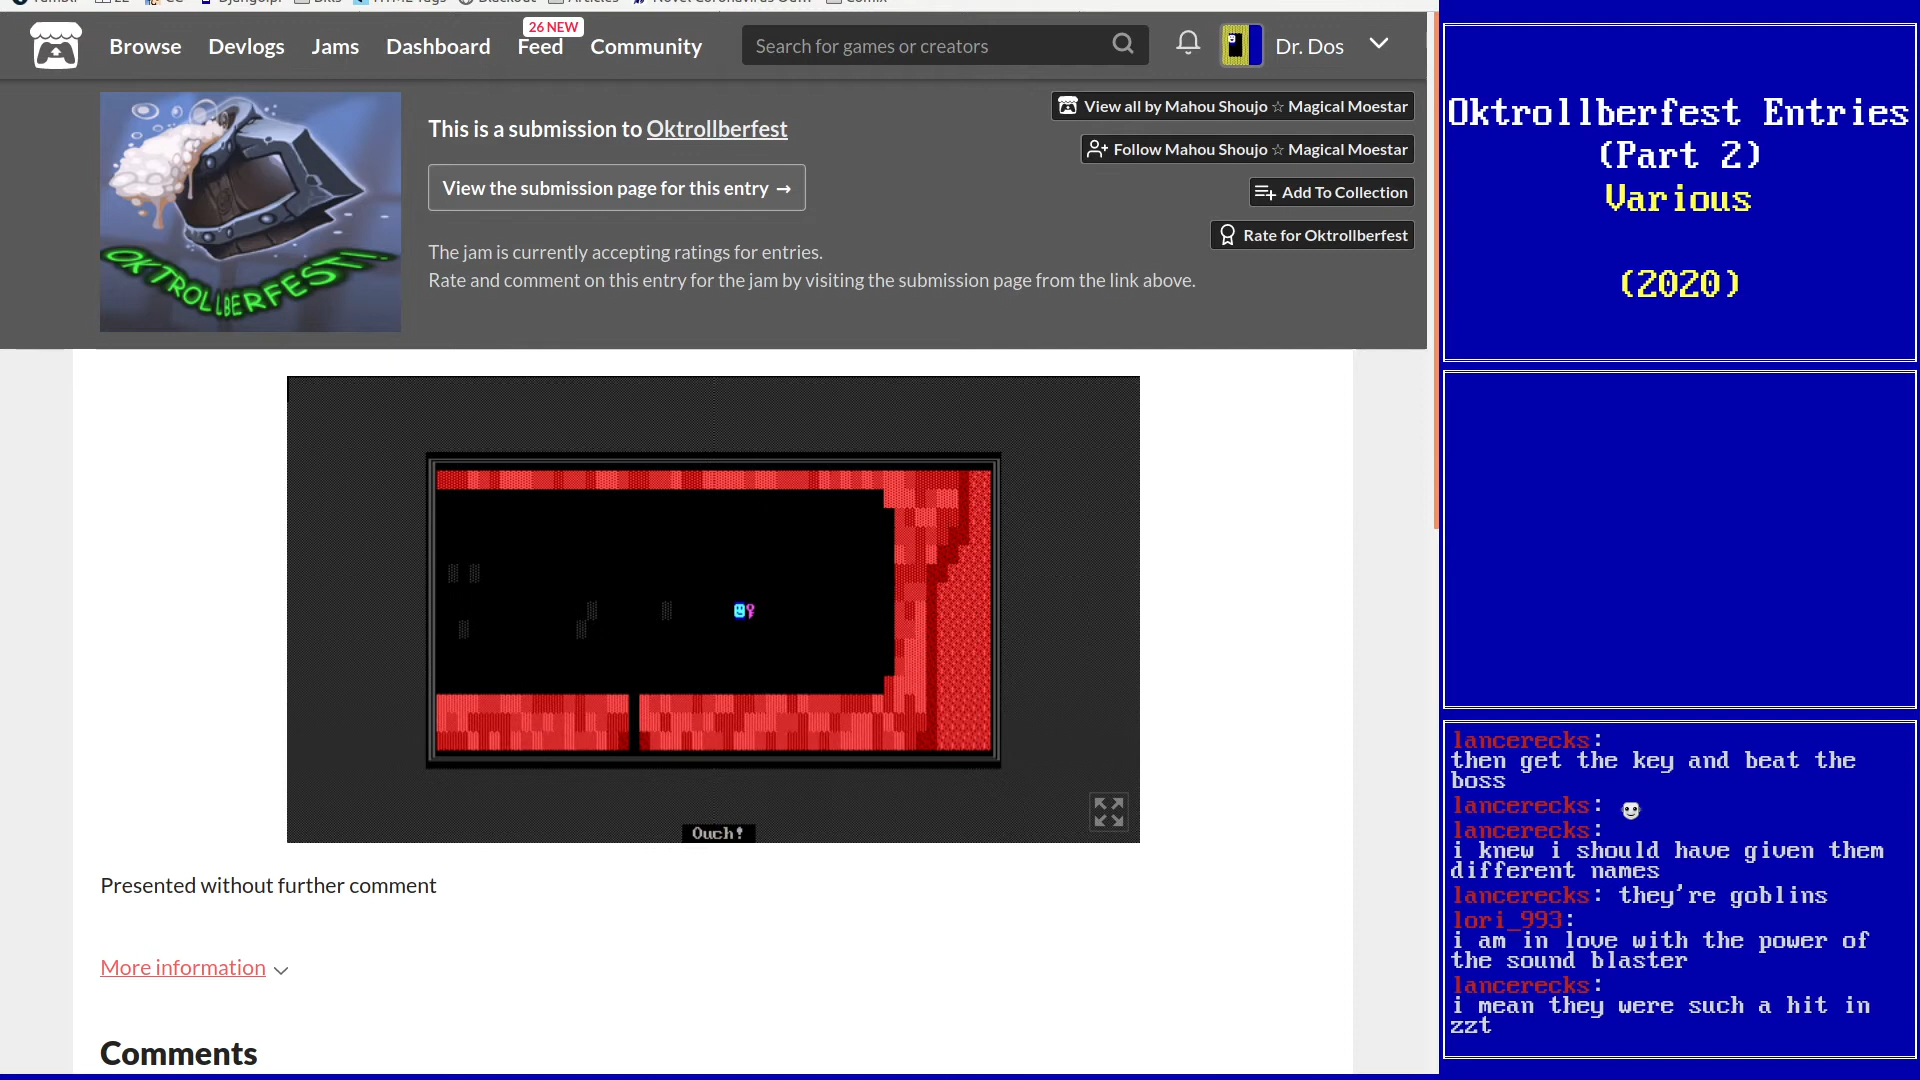 26 NEW
Browse
Devlogs
Jams
Dashboard
Feed
Community
Search for games or creators
Dr. Dos
This is a submission to Oktrollberfest
View the submission page for this entry →
The jam is currently accepting ratings for entries.
Rate and comment on this entry for the jam by visiting the submission page from the link above.
View all by Mahou Shoujo ☆ Magical Moestar
Follow Mahou Shoujo ☆ Magical Moestar
Add To Collection
Rate for Oktrollberfest
OKTROLLBERFEST!
Ouch!
Presented without further comment
More information
Comments
Oktrollberfest Entries
(Part 2)
Various
(2020)
lancerecks:
then get the key and beat the
boss
lancerecks:
lancerecks:
i knew i should have given them
different names
lancerecks: they're goblins
lori_993:
i am in love with the power of
the sound blaster
lancerecks:
i mean they were such a hit in
zzt